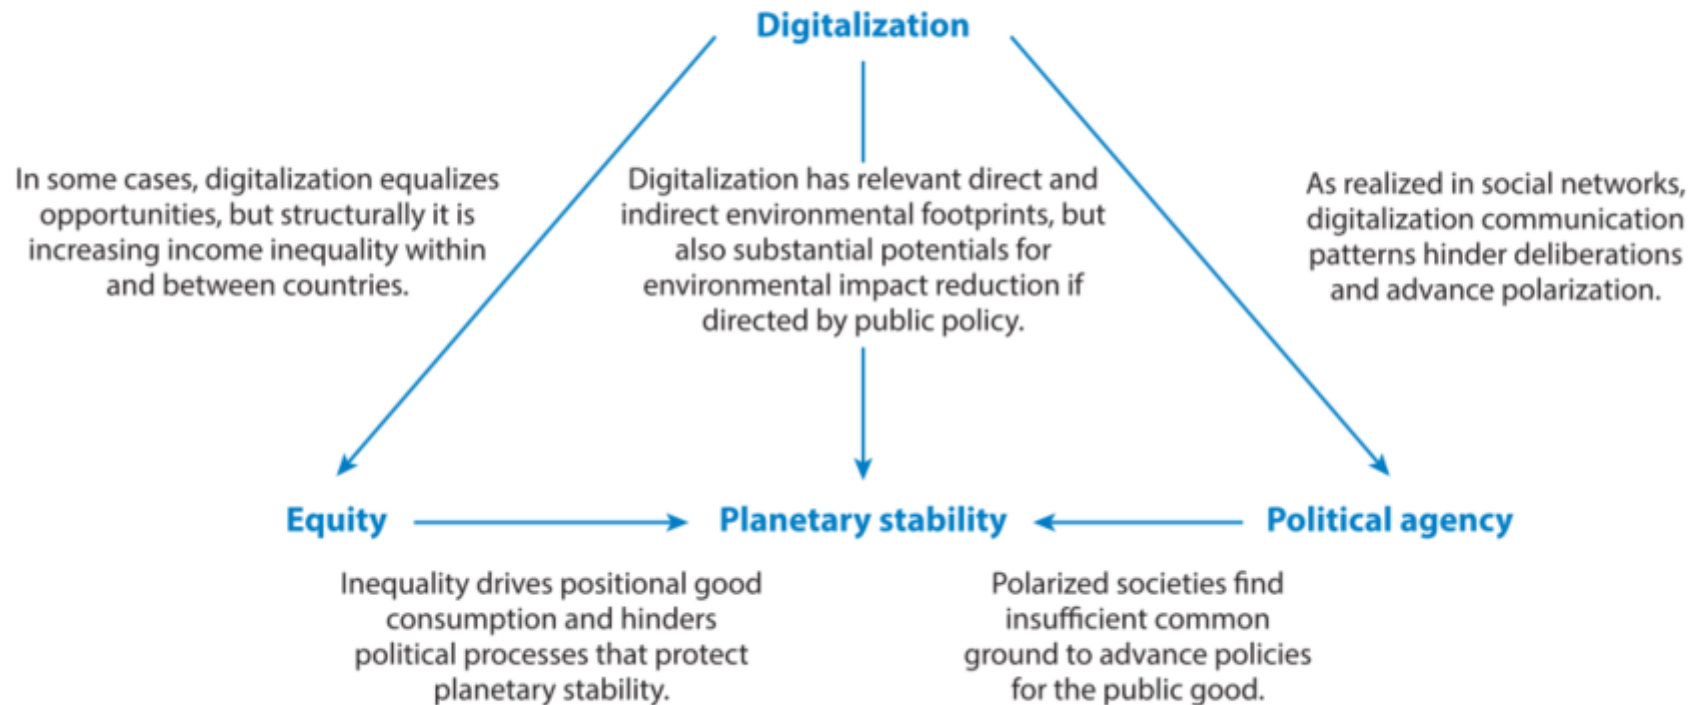 Digitalization
In some cases, digitalization equalizes
opportunities, but structurally it is
increasing income inequality within
and between countries.
Digitalization has relevant direct and
indirect environmental footprints, but
also substantial potentials for
environmental impact reduction if
directed by public policy.
As realized in social networks,
digitalization communication
patterns hinder deliberations
and advance polarization.
Equity
Planetary stability
Political agency
Inequality drives positional good
consumption and hinders
political processes that protect
planetary stability.
Polarized societies find
insufficient common
ground to advance policies
for the public good.